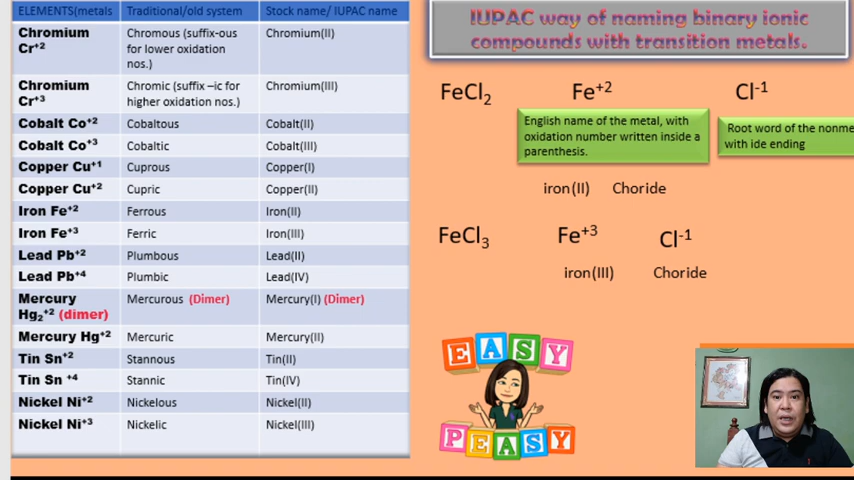 ELEMENTS(metals Traditional/old system Stock name/ IUPAC name
Chromium Cr+2 Chromous (suffix-ous for lower oxidation nos.) Chromium(II)
Chromium Cr+3 Chromic (suffix –ic for higher oxidation nos.) Chromium(III)
Cobalt Co+2 Cobaltous Cobalt(II)
Cobalt Co+3 Cobaltic Cobalt(III)
Copper Cu+1 Cuprous Copper(I)
Copper Cu+2 Cupric Copper(II)
Iron Fe+2 Ferrous Iron(II)
Iron Fe+3 Ferric Iron(III)
Lead Pb+2 Plumbous Lead(II)
Lead Pb+4 Plumbic Lead(IV)
Mercury Hg2+2 (dimer) Mercurous (Dimer) Mercury(I) (Dimer)
Mercury Hg+2 Mercuric Mercury(II)
Tin Sn+2 Stannous Tin(II)
Tin Sn +4 Stannic Tin(IV)
Nickel Ni+2 Nickelous Nickel(II)
Nickel Ni+3 Nickelic Nickel(III)
IUPAC way of naming binary ionic
compounds with transition metals.
FeCl2 Fe+2 Cl-1
English name of the metal, with
oxidation number written inside a
parenthesis.
Root word of the nonme
with ide ending
iron(II) Choride
FeCl3 Fe+3 Cl-1
iron(III) Choride
EASY
PEASY